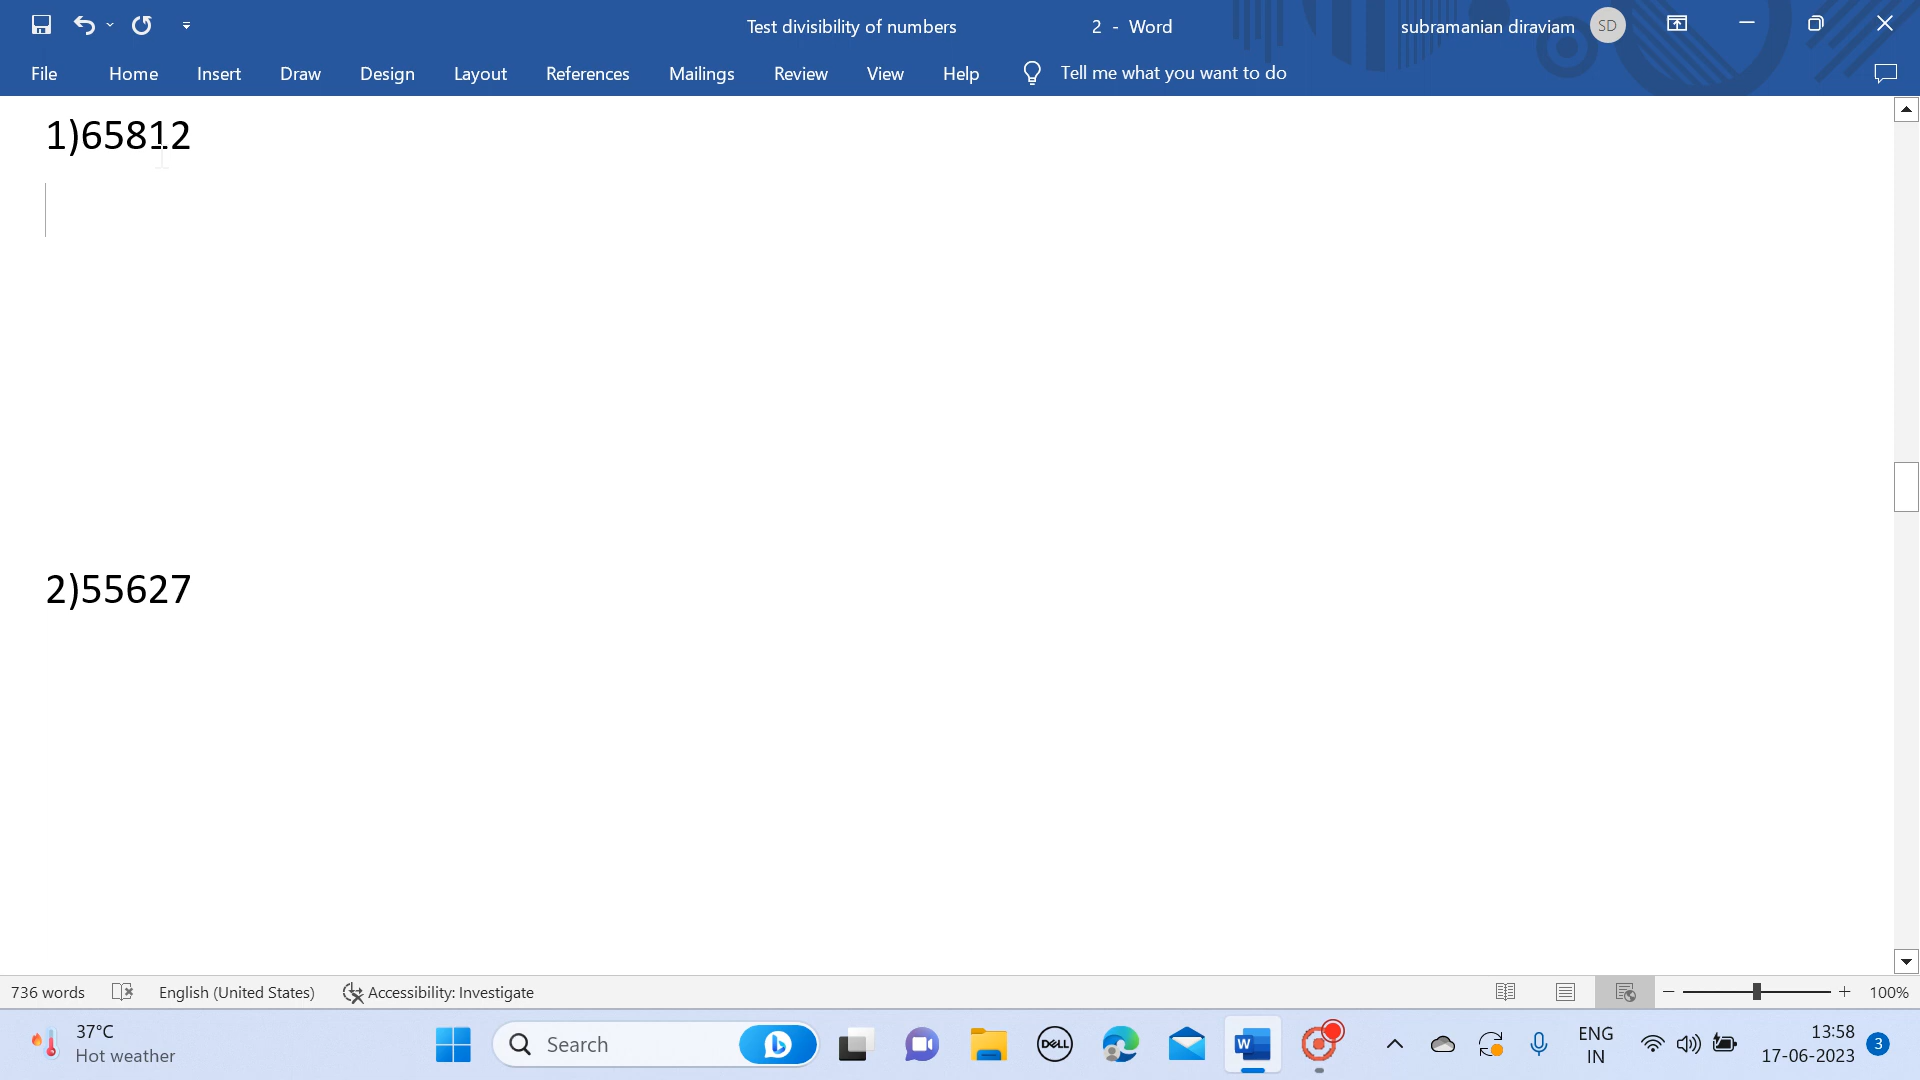 Test divisibility of numbers 2 - Word
subramanian diraviam SD
File Home Insert Draw Design Layout References Mailings Review View Help Tell me what you want to do
1)65812
2)55627
736 words English (United States) Accessibility: Investigate 100%
37°C
Hot weather
Search
DELL
W
ENG
IN
13:58
17-06-2023
3